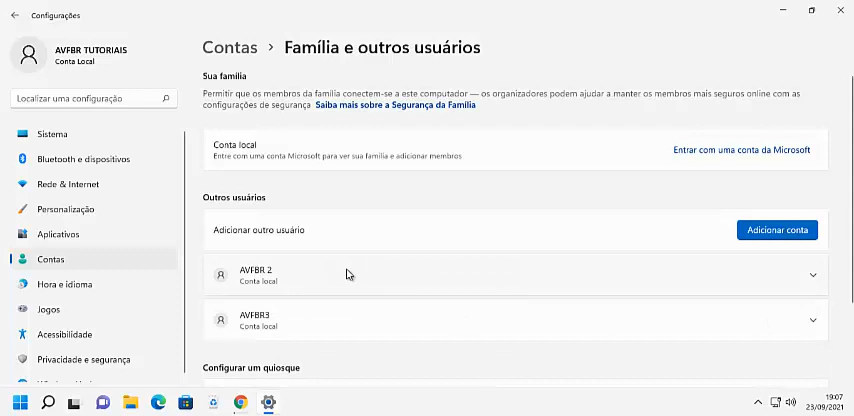 Configurações
AVFBR TUTORIAIS
Conta Local
Localizar uma configuração
Sistema
Bluetooth e dispositivos
Rede & Internet
Personalização
Aplicativos
Contas
Hora e idioma
Jogos
Acessibilidade
Privacidade e segurança
Contas > Família e outros usuários
Sua família
Permitir que os membros da família conectem-se a este computador — os organizadores podem ajudar a manter os membros mais seguros online com as
configurações de segurança Saiba mais sobre a Segurança da Família
Conta local
Entre com uma conta Microsoft para ver sua família e adicionar membros
Entrar com uma conta da Microsoft
Outros usuários
Adicionar outro usuário
Adicionar conta
AVFBR 2
Conta local
AVFBR3
Conta local
Configurar um quiosque
19:07
23/09/2021